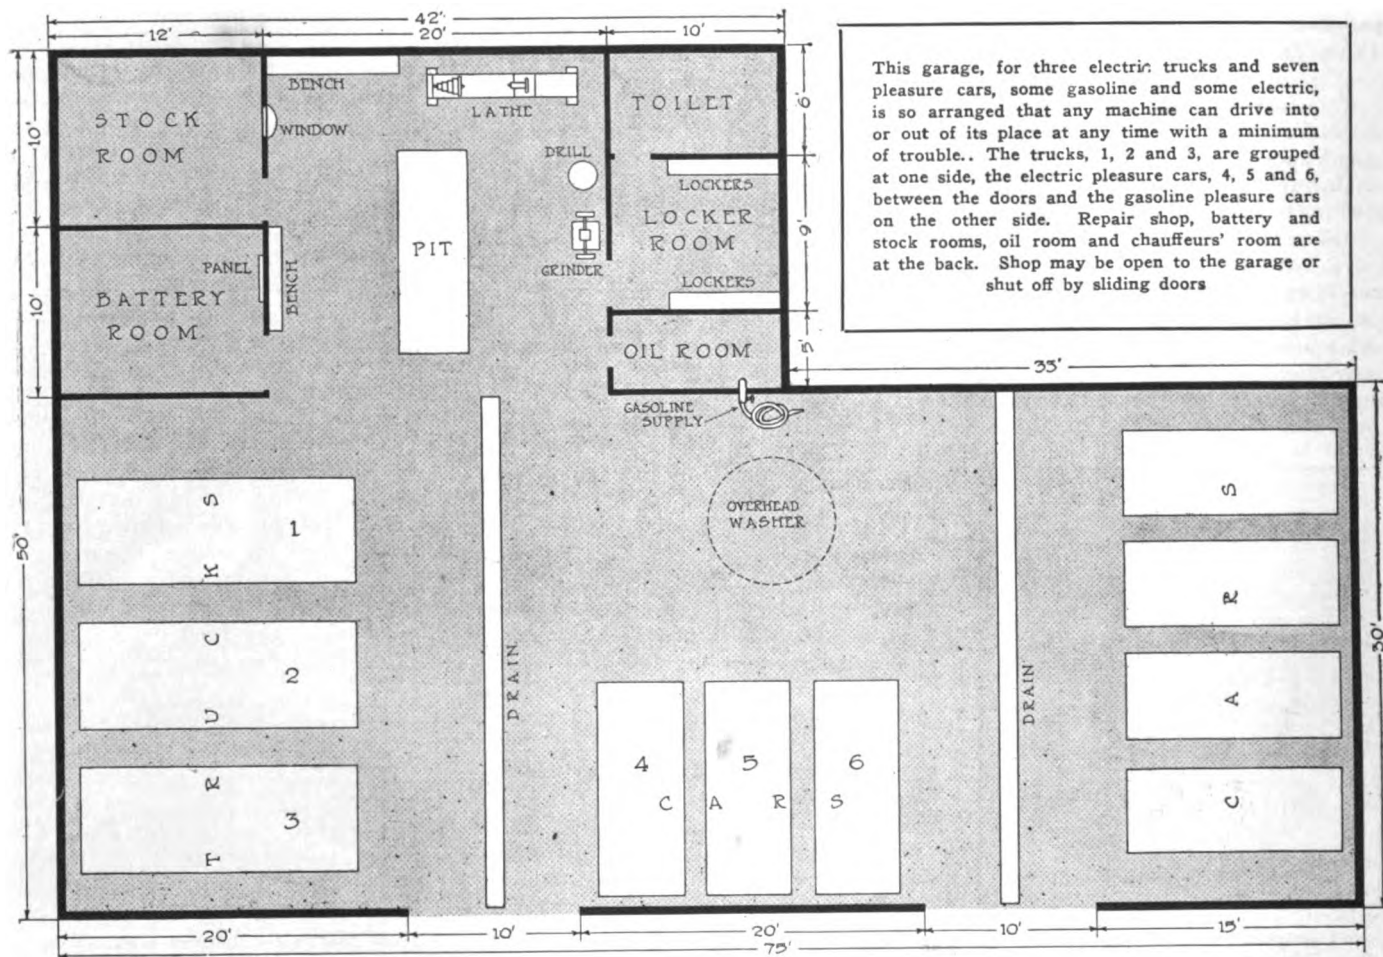 42'
12'
20'
10'
This garage, for three electric trucks and seven
pleasure cars, some gasoline and some electric,
is so arranged that any machine can drive into
or out of its place at any time with a minimum
of trouble.. The trucks, 1, 2 and 3, are grouped
at one side, the electric pleasure cars, 4, 5 and 6,
between the doors and the gasoline pleasure cars
on the other side. Repair shop, battery and
stock rooms, oil room and chauffeurs' room are
at the back. Shop may be open to the garage or
shut off by sliding doors
BENCH
LATHE
TOILET
6'
STOCK
ROOM
10'
WINDOW
DRILL
LOCKERS
LOCKER
ROOM
9'
PIT
GRINDER
LOCKERS
PANEL
BENCH
BATTERY
ROOM.
10'
OIL ROOM
5'
33'
GASOLINE
SUPPLY
OVERHEAD
WASHER
50'
30'
TRUCKS
1
2
3
DRAIN
4
5
6
CARS
DRAIN
CARS
20'
10'
20'
10'
15'
75'